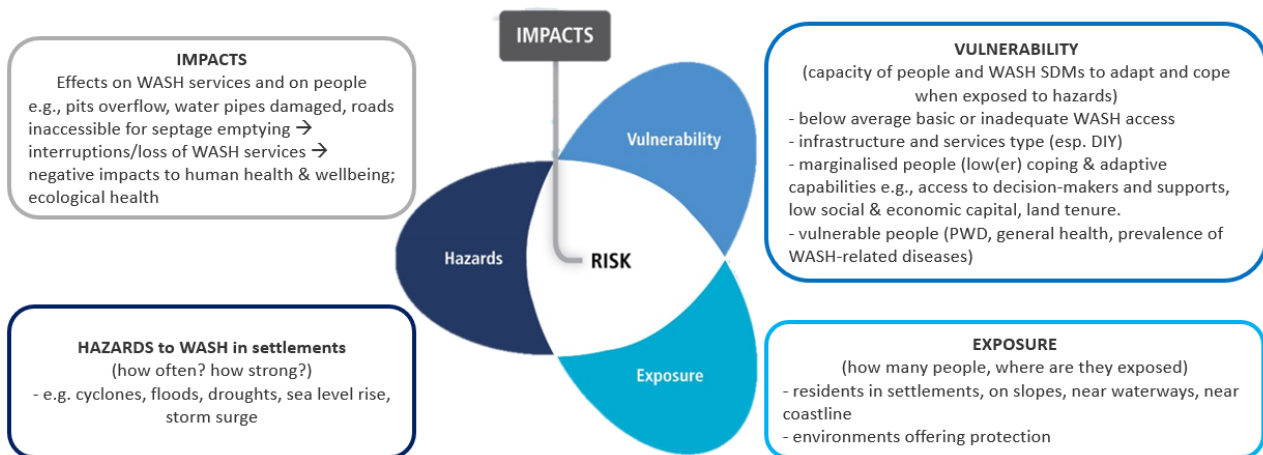 IMPACTS
Effects on WASH services and on people
e.g., pits overflow, water pipes damaged, roads
inaccessible for septage emptying →
interruptions/loss of WASH services →
negative impacts to human health & wellbeing;
ecological health
HAZARDS to WASH in settlements
(how often? how strong?)
- e.g. cyclones, floods, droughts, sea level rise,
storm surge
IMPACTS
Vulnerability
Hazards
RISK
Exposure
VULNERABILITY
(capacity of people and WASH SDMs to adapt and cope
when exposed to hazards)
- below average basic or inadequate WASH access
- infrastructure and services type (esp. DIY)
- marginalised people (low(er) coping & adaptive
capabilities e.g., access to decision-makers and supports,
low social & economic capital, land tenure.
- vulnerable people (PWD, general health, prevalence of
WASH-related diseases)
EXPOSURE
(how many people, where are they exposed)
- residents in settlements, on slopes, near waterways, near
coastline
- environments offering protection